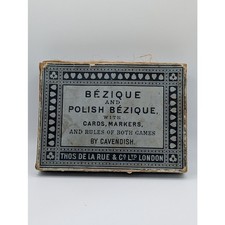 BÉZIQUE
AND
POLISH BÉZIQUE,
WITH
CARDS, MARKERS,
AND RULES OF BOTH GAMES
BY CAVENDISH.
THOS DE LA RUE & CO LTD LONDON